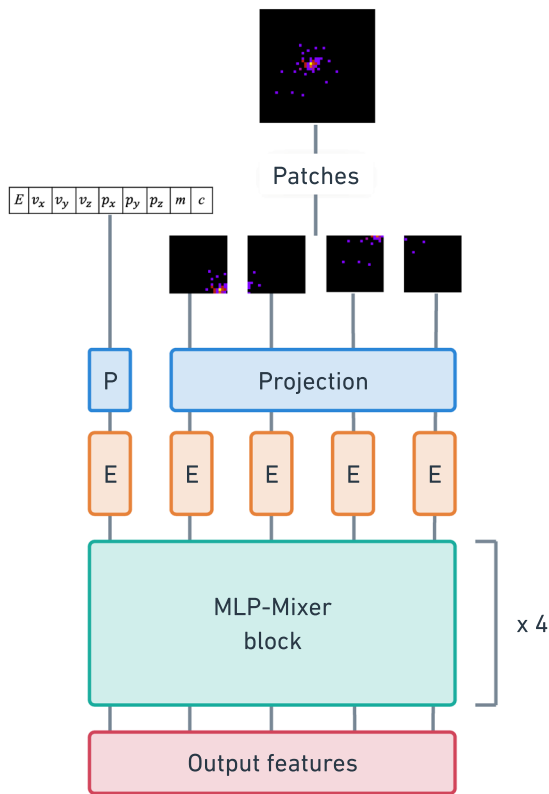 Patches
E v_x v_y v_z p_x p_y p_z m c
P
Projection
E E E E E
MLP-Mixer
block
x 4
Output features